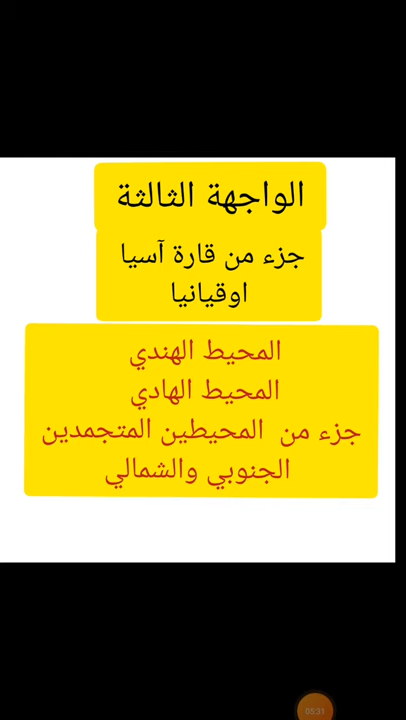 الواجهة الثالثة
جزء من قارة آسيا
اوقيانيا
المحيط الهندي
المحيط الهادي
جزء من المحيطين المتجمدين
الجنوبي والشمالي
05:31